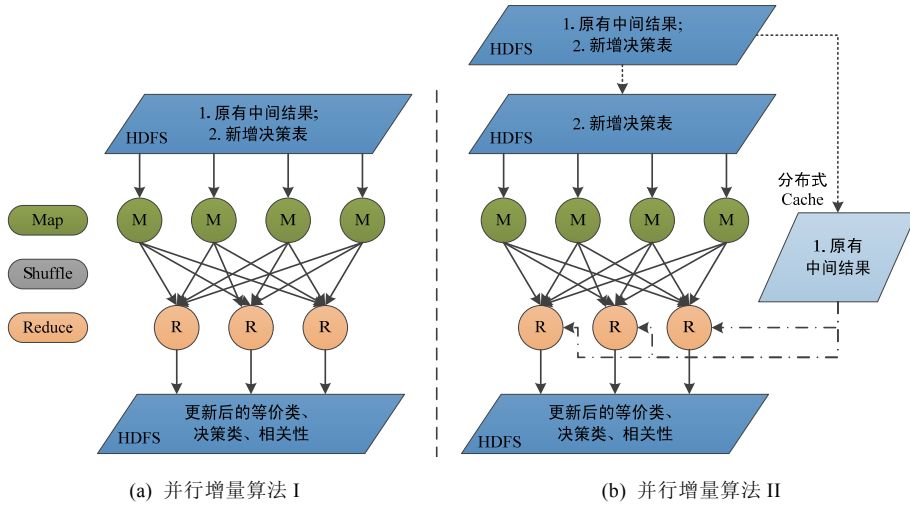 Map
Shuffle
Reduce
1. 原有中间结果;
2. 新增决策表
HDFS
M M M M
R R R
更新后的等价类、
决策类、相关性
HDFS
(a) 并行增量算法 I
1. 原有中间结果;
2. 新增决策表
HDFS
2. 新增决策表
HDFS
M M M M
分布式
Cache
1. 原有
中间结果
R R R
更新后的等价类、
决策类、相关性
HDFS
(b) 并行增量算法 II